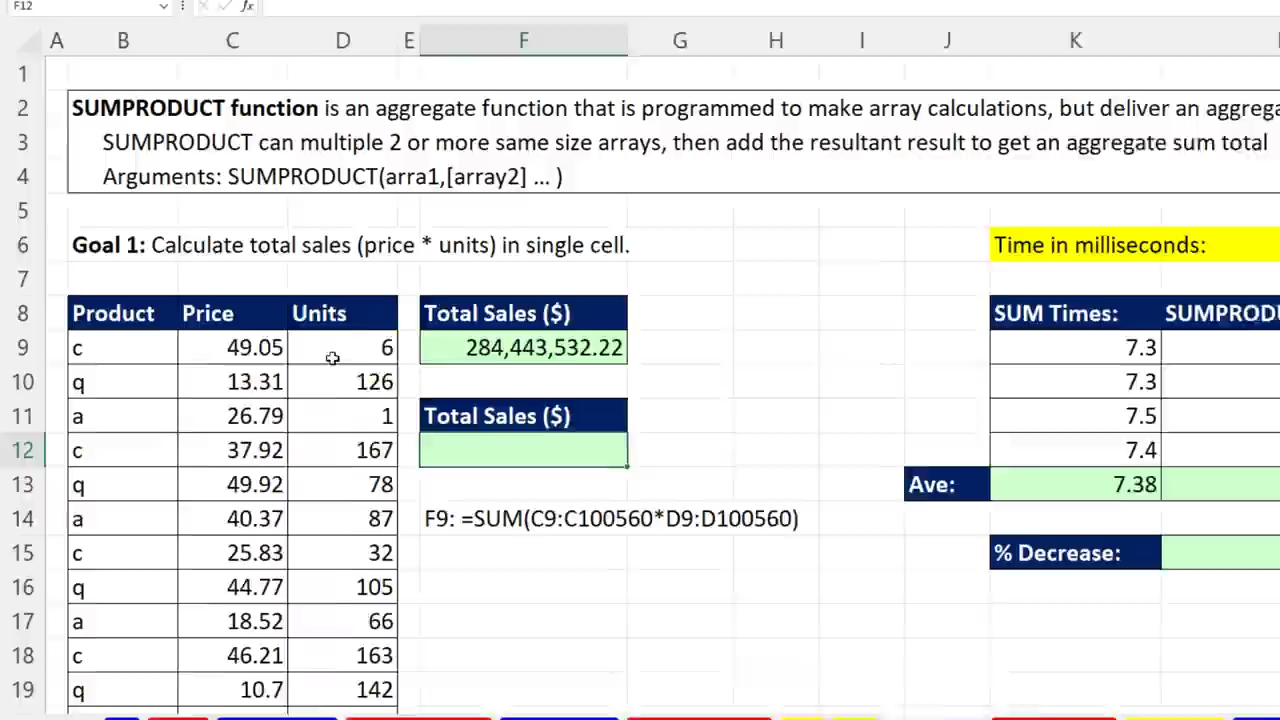 F12
fx
A B C D E F G H I J K
1
2 SUMPRODUCT function is an aggregate function that is programmed to make array calculations, but deliver an aggrega
3 SUMPRODUCT can multiple 2 or more same size arrays, then add the resultant result to get an aggregate sum total
4 Arguments: SUMPRODUCT(arra1,[array2] ... )
5
6 Goal 1: Calculate total sales (price * units) in single cell. Time in milliseconds:
7
8 Product Price Units Total Sales ($) SUM Times: SUMPROD
9 c 49.05 6 284,443,532.22 7.3
10 q 13.31 126 7.3
11 a 26.79 1 Total Sales ($) 7.5
12 c 37.92 167 7.4
13 q 49.92 78 Ave: 7.38
14 a 40.37 87 F9: =SUM(C9:C100560*D9:D100560)
15 c 25.83 32 % Decrease:
16 q 44.77 105
17 a 18.52 66
18 c 46.21 163
19 q 10.7 142